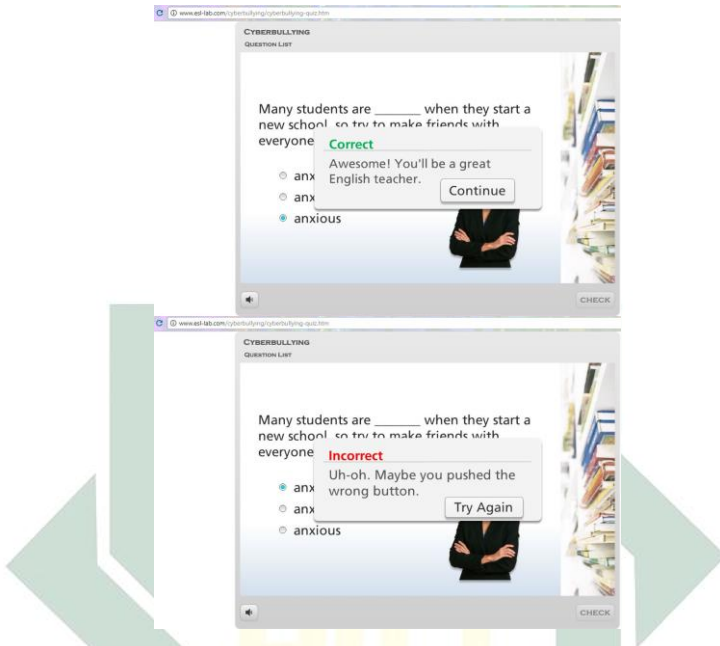 www.esl-lab.com/cyberbullying/cyberbullying-quiz.htm
CYBERBULLYING
QUESTION LIST
Many students are _______ when they start a
new school, so try to make friends with
everyone
Correct
Awesome! You'll be a great
English teacher.
Continue
anx
anx
anxious
CHECK
www.esl-lab.com/cyberbullying/cyberbullying-quiz.htm
CYBERBULLYING
QUESTION LIST
Many students are _______ when they start a
new school, so try to make friends with
everyone
Incorrect
Uh-oh. Maybe you pushed the
wrong button.
Try Again
anx
anx
anxious
CHECK